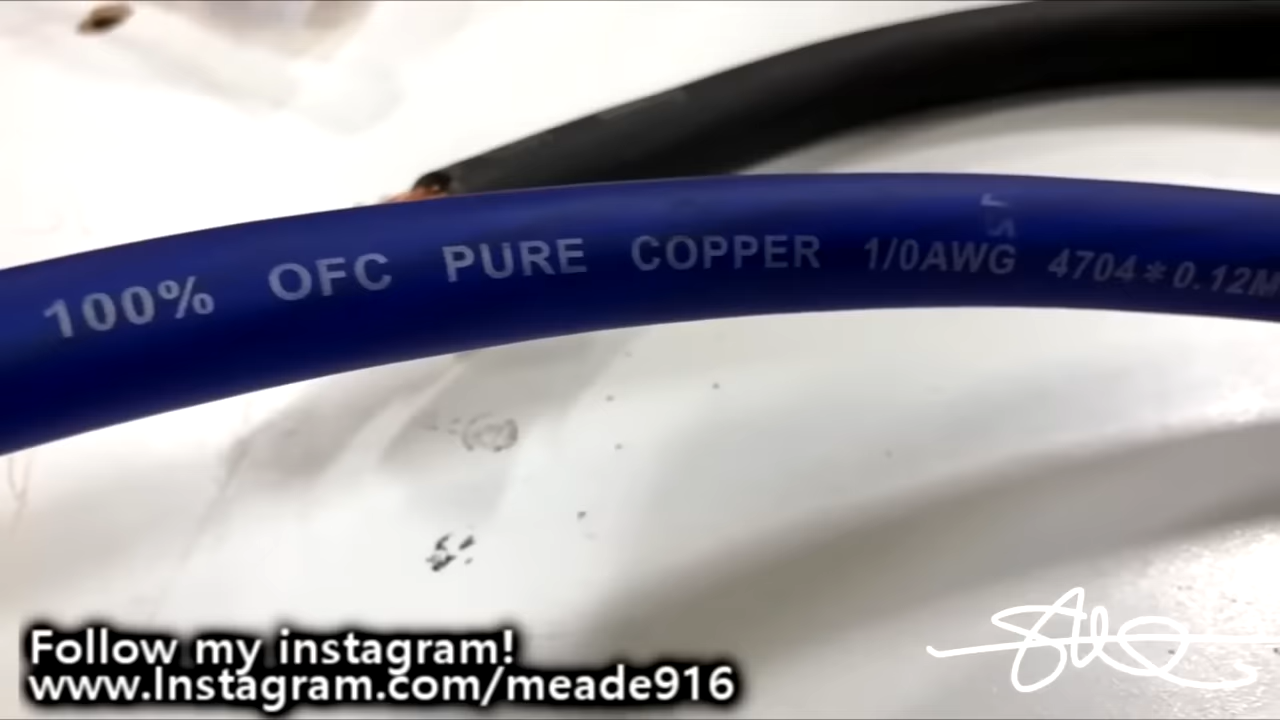 100% OFC PURE COPPER 1/0AWG 4704*0.12M
Follow my instagram!
www.Instagram.com/meade916